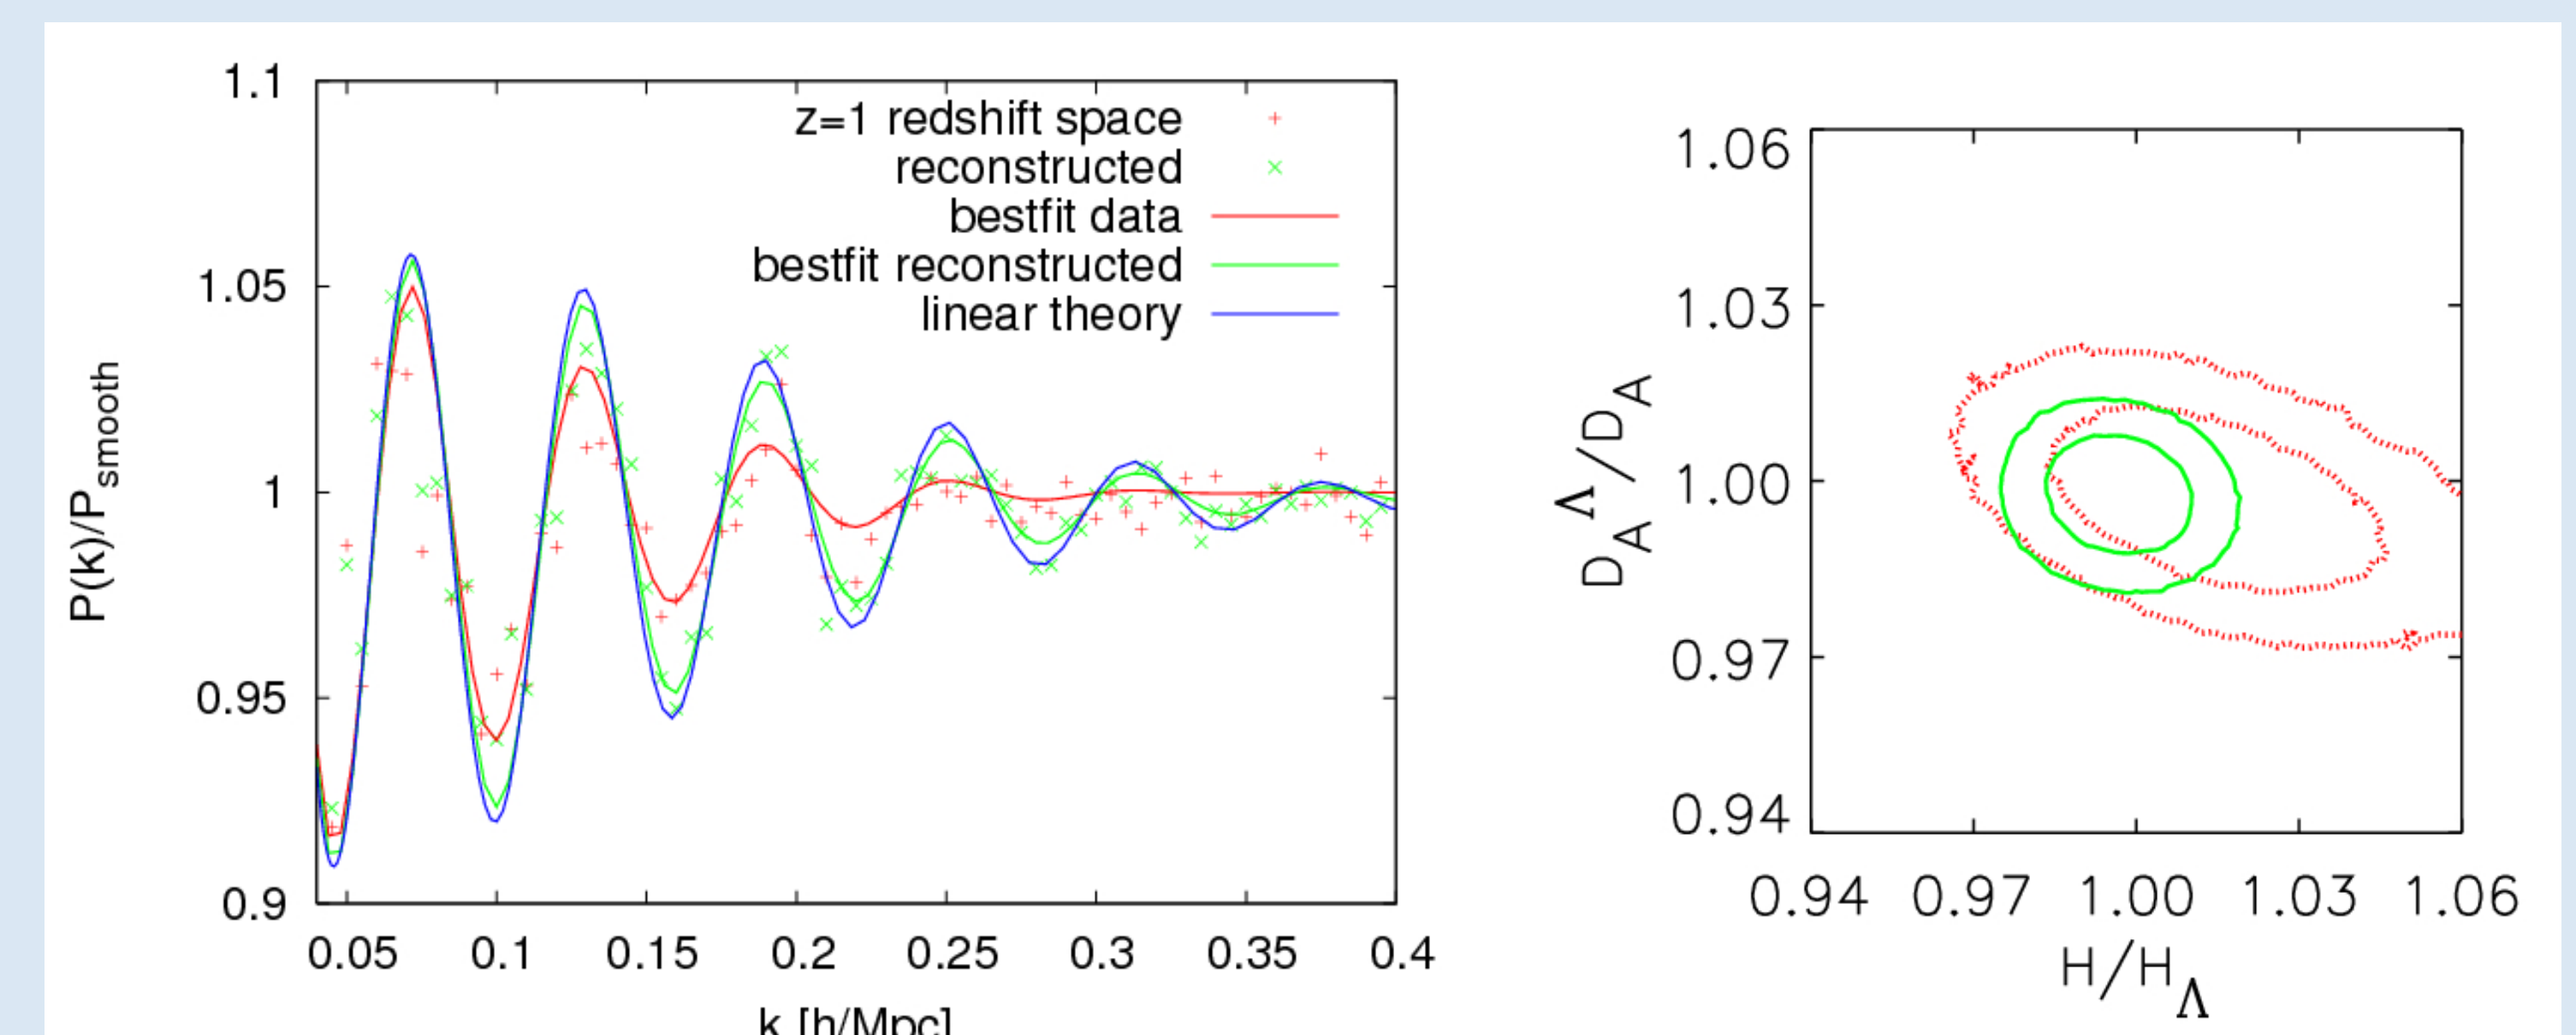 1.1
1.05
1
0.95
0.9
P(k)/P_smooth
z=1 redshift space
reconstructed
bestfit data
bestfit reconstructed
linear theory
0.05 0.1 0.15 0.2 0.25 0.3 0.35 0.4
k [h/Mpc]
1.06
1.03
1.00
0.97
0.94
D_A^Λ/D_A
0.94 0.97 1.00 1.03 1.06
H/H_Λ